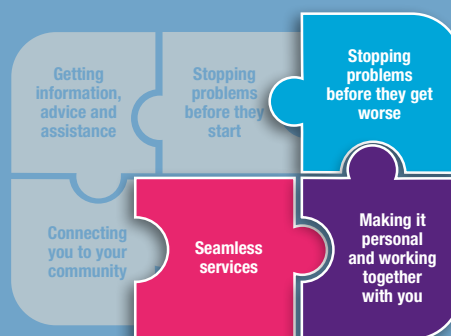 Getting
information,
advice and
assistance
Stopping
problems
before they
start
Stopping
problems
before they get
worse
Connecting
you to your
community
Seamless
services
Making it
personal
and working
together
with you